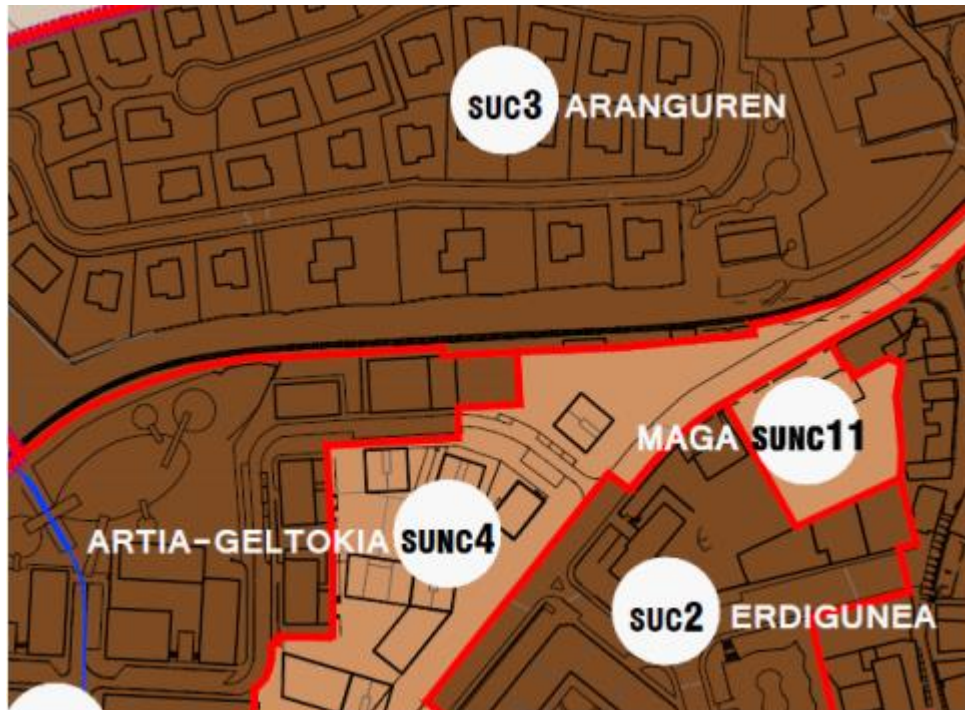 SUC3 ARANGUREN
MAGA SUNC11
ARTIA-GELTOKIA SUNC4
SUC2 ERDIGUNEA